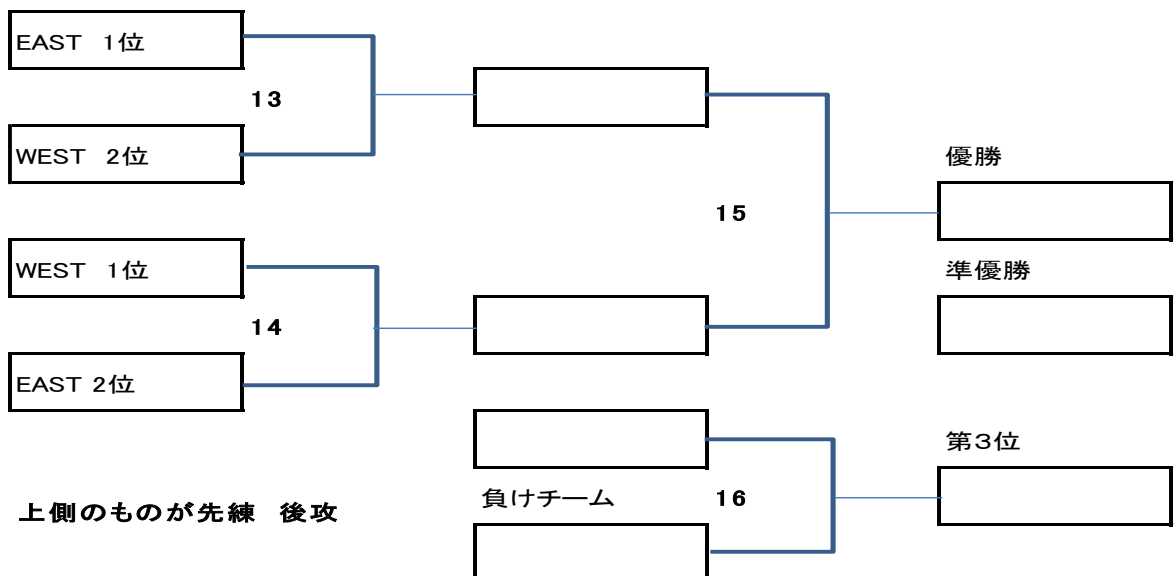 EAST 1位
13
WEST 2位
優勝
15
WEST 1位
準優勝
14
EAST 2位
第3位
負けチーム
16
上側のものが先練 後攻